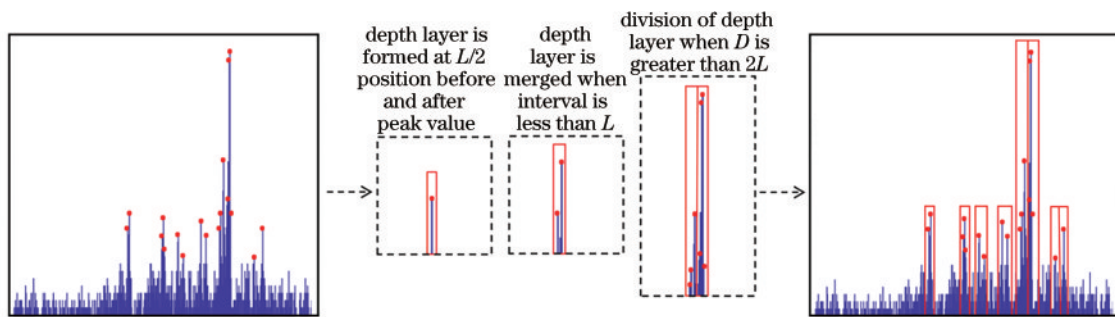 depth layer is
formed at L/2
position before
and after
peak value
depth
layer is
merged when
interval is
less than L
division of depth
layer when D is
greater than 2L